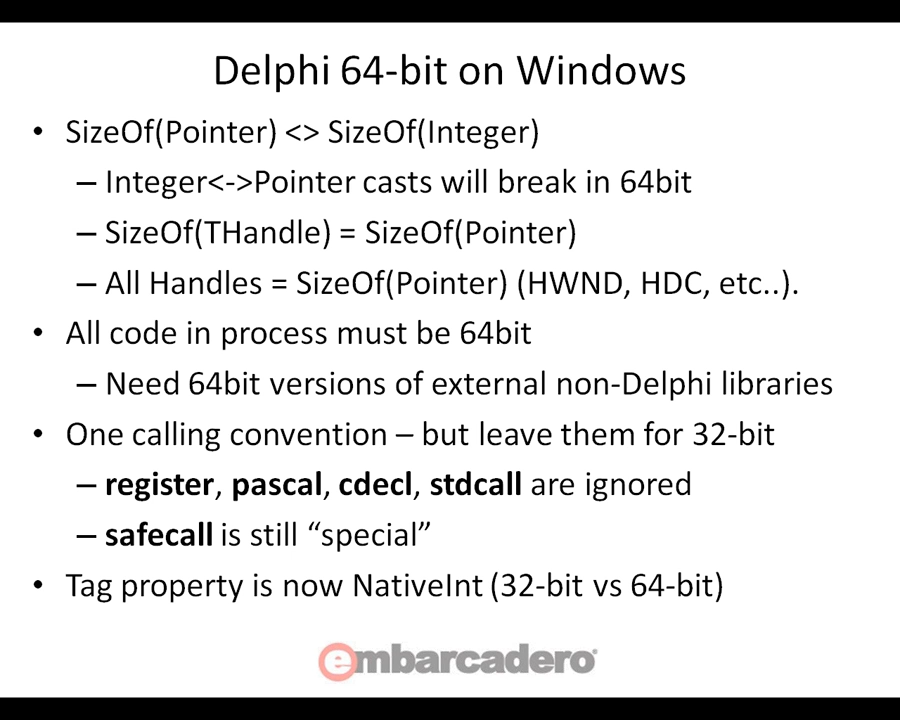 Delphi 64-bit on Windows
• SizeOf(Pointer) <> SizeOf(Integer)
– Integer<->Pointer casts will break in 64bit
– SizeOf(THandle) = SizeOf(Pointer)
– All Handles = SizeOf(Pointer) (HWND, HDC, etc..).
• All code in process must be 64bit
– Need 64bit versions of external non-Delphi libraries
• One calling convention – but leave them for 32-bit
– register, pascal, cdecl, stdcall are ignored
– safecall is still “special”
• Tag property is now NativeInt (32-bit vs 64-bit)
embarcadero